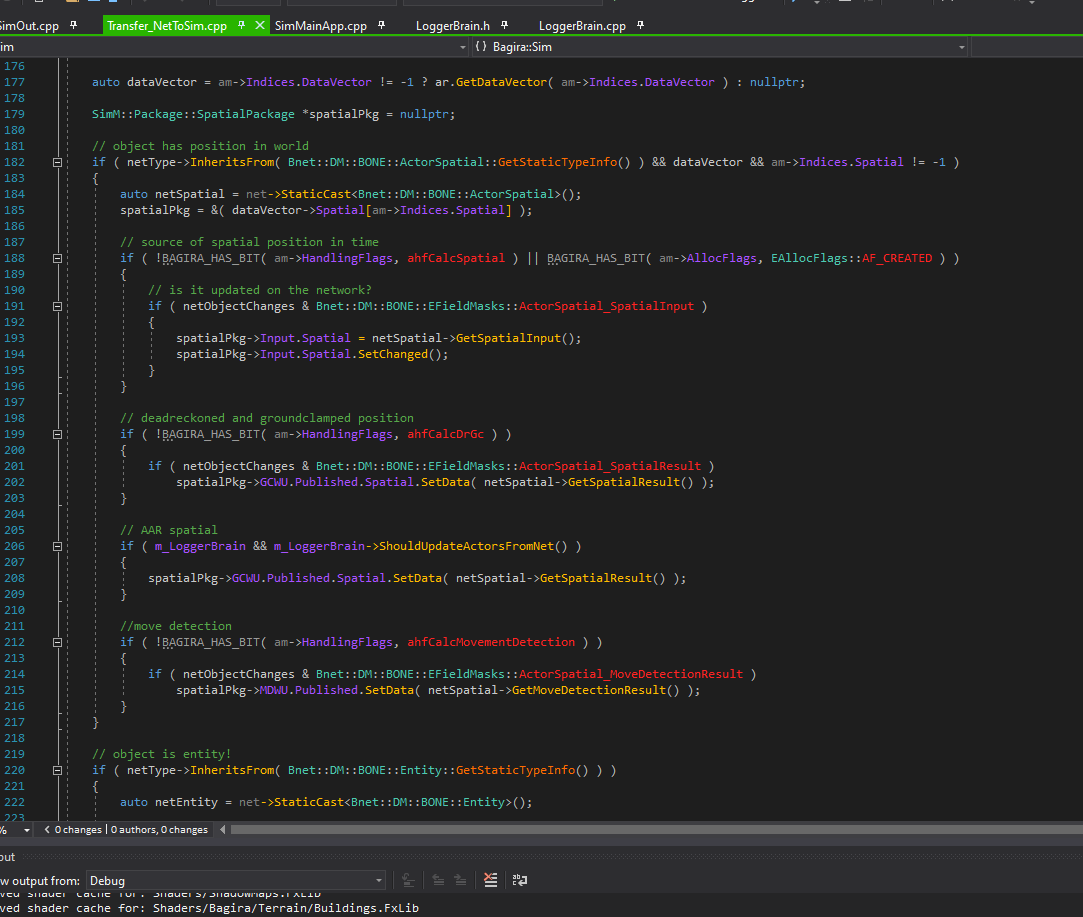 SimOut.cpp Transfer_NetToSim.cpp SimMainApp.cpp LoggerBrain.h LoggerBrain.cpp
im {} Bagira::Sim
176
177 auto dataVector = am->Indices.DataVector != -1 ? ar.GetDataVector( am->Indices.DataVector ) : nullptr;
178
179 SimM::Package::SpatialPackage *spatialPkg = nullptr;
180
181 // object has position in world
182 if ( netType->InheritsFrom( Bnet::DM::BONE::ActorSpatial::GetStaticTypeInfo() ) && dataVector && am->Indices.Spatial != -1 )
183 {
184 auto netSpatial = net->StaticCast<Bnet::DM::BONE::ActorSpatial>();
185 spatialPkg = &( dataVector->Spatial[am->Indices.Spatial] );
186
187 // source of spatial position in time
188 if ( !BAGIRA_HAS_BIT( am->HandlingFlags, ahfCalcSpatial ) || BAGIRA_HAS_BIT( am->AllocFlags, EAllocFlags::AF_CREATED ) )
189 {
190 // is it updated on the network?
191 if ( netObjectChanges & Bnet::DM::BONE::EFieldMasks::ActorSpatial_SpatialInput )
192 {
193 spatialPkg->Input.Spatial = netSpatial->GetSpatialInput();
194 spatialPkg->Input.Spatial.SetChanged();
195 }
196 }
197
198 // deadreckoned and groundclamped position
199 if ( !BAGIRA_HAS_BIT( am->HandlingFlags, ahfCalcDrGc ) )
200 {
201 if ( netObjectChanges & Bnet::DM::BONE::EFieldMasks::ActorSpatial_SpatialResult )
202 spatialPkg->GCWU.Published.Spatial.SetData( netSpatial->GetSpatialResult() );
203 }
204
205 // AAR spatial
206 if ( m_LoggerBrain && m_LoggerBrain->ShouldUpdateActorsFromNet() )
207 {
208 spatialPkg->GCWU.Published.Spatial.SetData( netSpatial->GetSpatialResult() );
209 }
210
211 //move detection
212 if ( !BAGIRA_HAS_BIT( am->HandlingFlags, ahfCalcMovementDetection ) )
213 {
214 if ( netObjectChanges & Bnet::DM::BONE::EFieldMasks::ActorSpatial_MoveDetectionResult )
215 spatialPkg->MDWU.Published.SetData( netSpatial->GetMoveDetectionResult() );
216 }
217 }
218
219 // object is entity!
220 if ( netType->InheritsFrom( Bnet::DM::BONE::Entity::GetStaticTypeInfo() ) )
221 {
222 auto netEntity = net->StaticCast<Bnet::DM::BONE::Entity>();
223
% 0 changes | 0 authors, 0 changes
put
w output from: Debug
ved shader cache for: Shaders/ShadowMaps.FxLib
ved shader cache for: Shaders/Bagira/Terrain/Buildings.FxLib